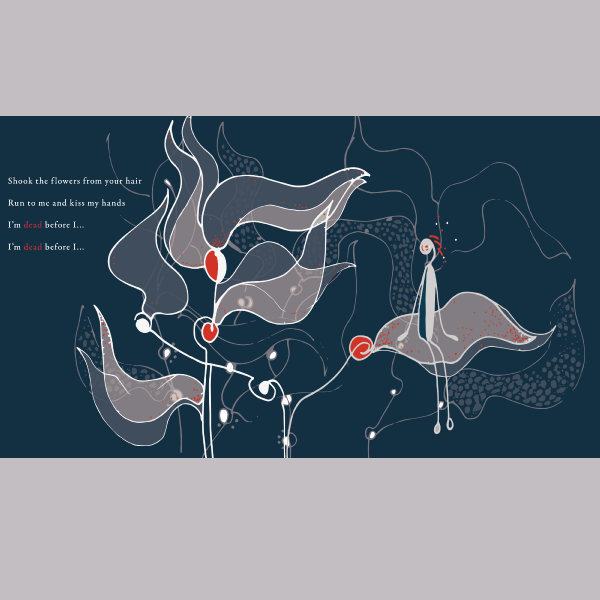 Shook the flowers from your hair
Run to me and kiss my hands
I'm dead before I...
I'm dead before I...